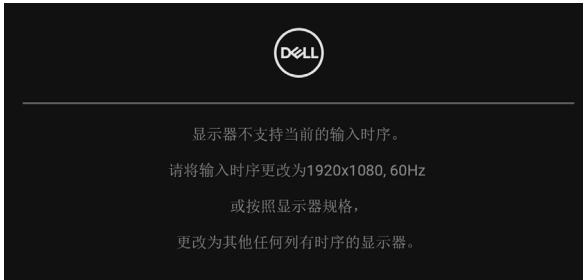 DELL
显示器不支持当前的输入时序。
请将输入时序更改为1920x1080, 60Hz
或按照显示器规格，
更改为其他任何列有时序的显示器。